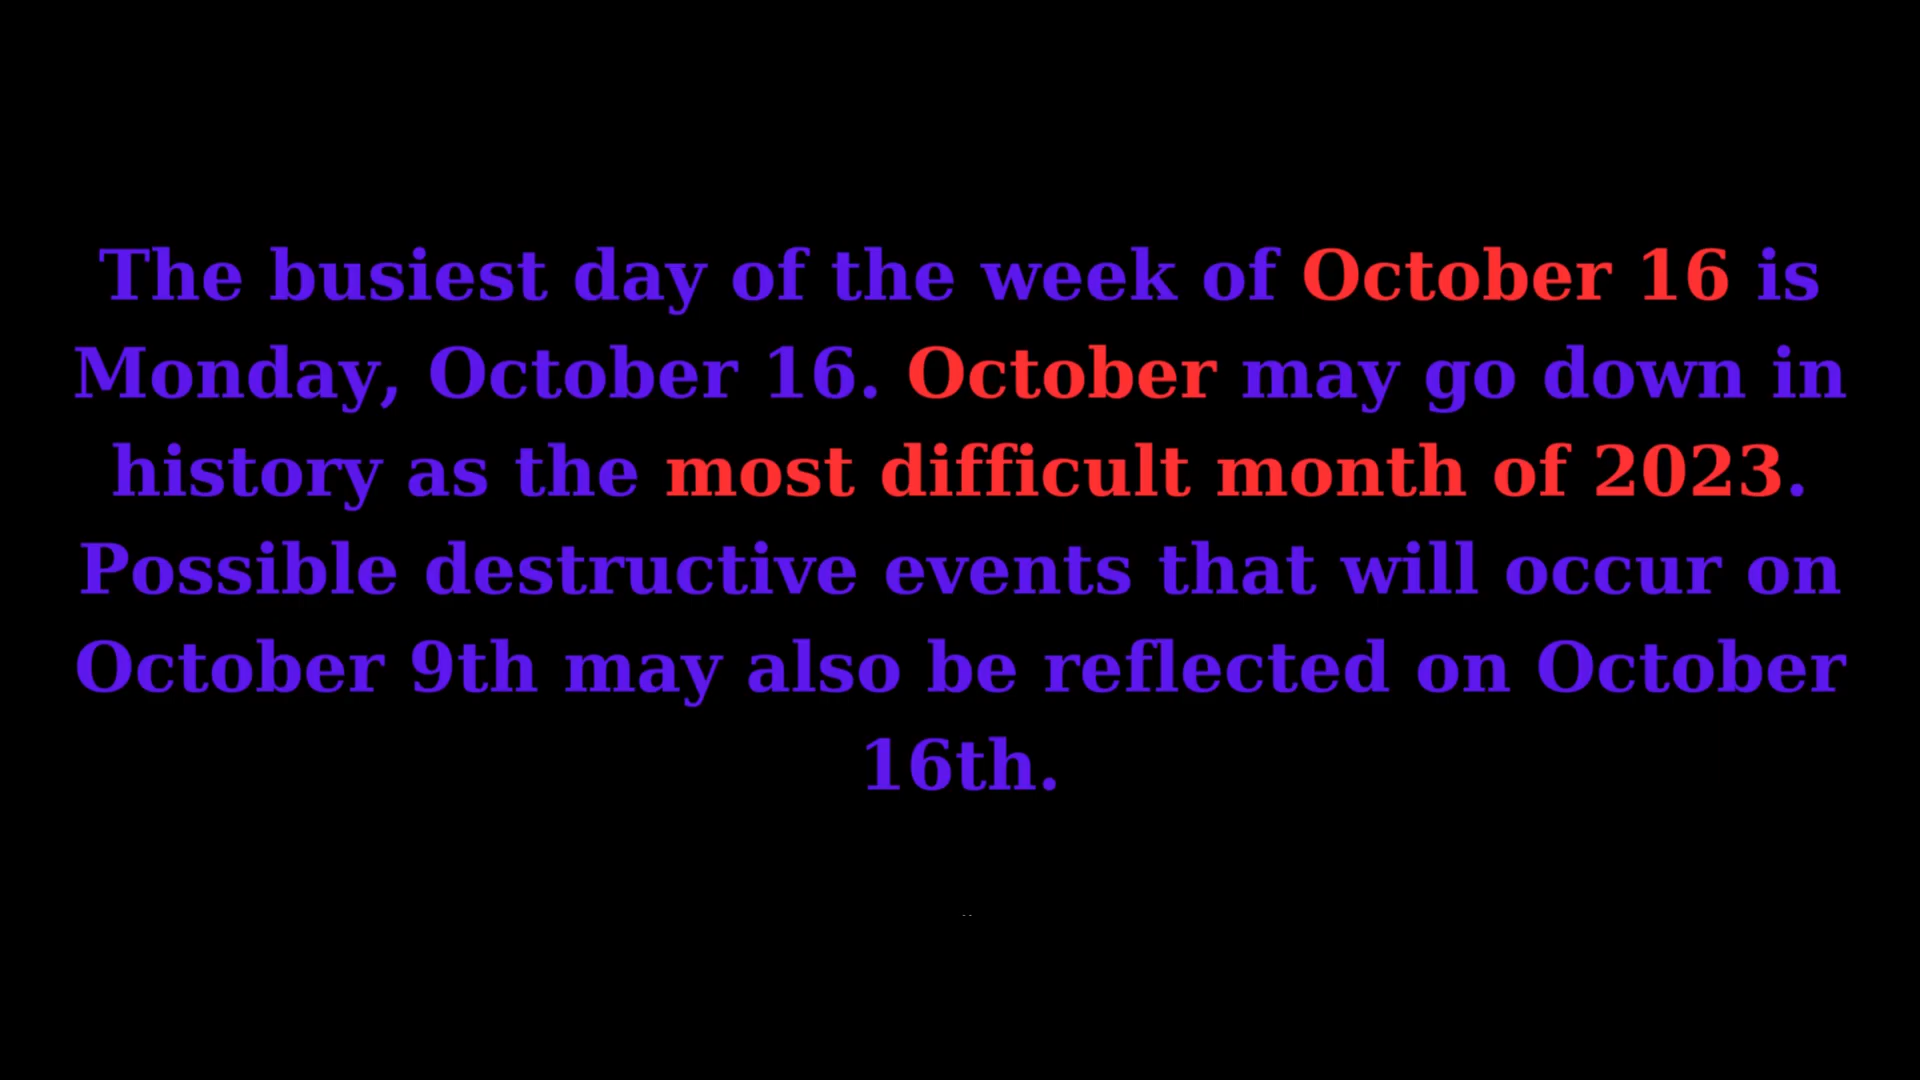 The busiest day of the week of October 16 is
Monday, October 16. October may go down in
history as the most difficult month of 2023.
Possible destructive events that will occur on
October 9th may also be reflected on October
16th.